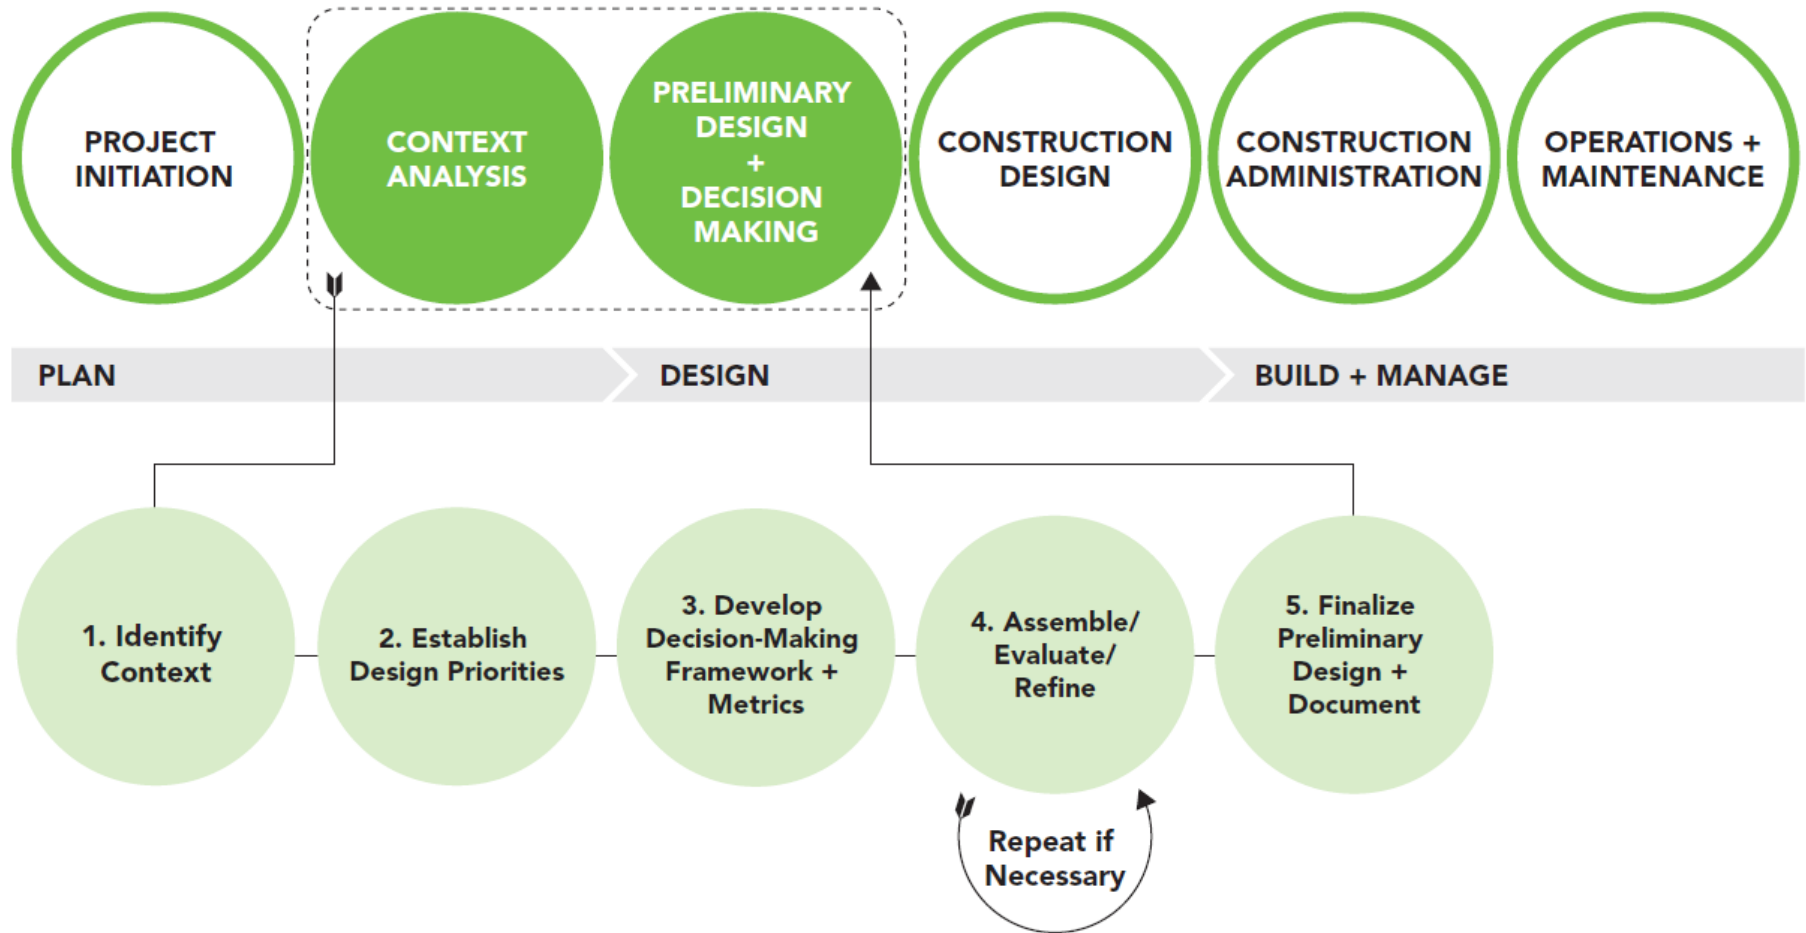 PROJECT
INITIATION
CONTEXT
ANALYSIS
PRELIMINARY
DESIGN
+
DECISION
MAKING
CONSTRUCTION
DESIGN
CONSTRUCTION
ADMINISTRATION
OPERATIONS +
MAINTENANCE
PLAN
DESIGN
BUILD + MANAGE
1. Identify
Context
2. Establish
Design Priorities
3. Develop
Decision-Making
Framework +
Metrics
4. Assemble/
Evaluate/
Refine
5. Finalize
Preliminary
Design +
Document
Repeat if
Necessary